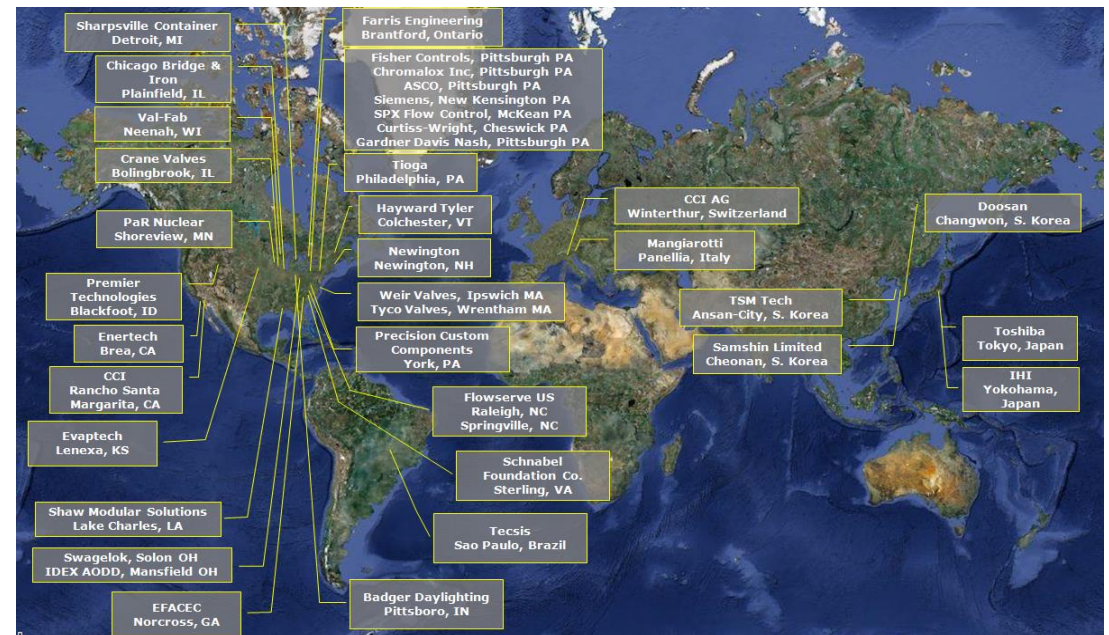 Sharpsville Container
Detroit, MI
Chicago Bridge &
Iron
Plainfield, IL
Val-Fab
Neenah, WI
Crane Valves
Bolingbrook, IL
PaR Nuclear
Shoreview, MN
Premier
Technologies
Blackfoot, ID
Enertech
Brea, CA
CCI
Rancho Santa
Margarita, CA
Evaptech
Lenexa, KS
Shaw Modular Solutions
Lake Charles, LA
Swagelok, Solon OH
IDEX AODD, Mansfield OH
EFACEC
Norcross, GA
Farris Engineering
Brantford, Ontario
Fisher Controls, Pittsburgh PA
Chromalox Inc, Pittsburgh PA
ASCO, Pittsburgh PA
Siemens, New Kensington PA
SPX Flow Control, McKean PA
Curtiss-Wright, Cheswick PA
Gardner Davis Nash, Pittsburgh PA
Tioga
Philadelphia, PA
Hayward Tyler
Colchester, VT
Newington
Newington, NH
Weir Valves, Ipswich MA
Tyco Valves, Wrentham MA
Precision Custom
Components
York, PA
Flowserve US
Raleigh, NC
Springville, NC
Schnabel
Foundation Co.
Sterling, VA
Tecsis
Sao Paulo, Brazil
Badger Daylighting
Pittsboro, IN
CCI AG
Winterthur, Switzerland
Mangiarotti
Panellia, Italy
TSM Tech
Ansan-City, S. Korea
Samshin Limited
Cheonan, S. Korea
Doosan
Changwon, S. Korea
Toshiba
Tokyo, Japan
IHI
Yokohama,
Japan